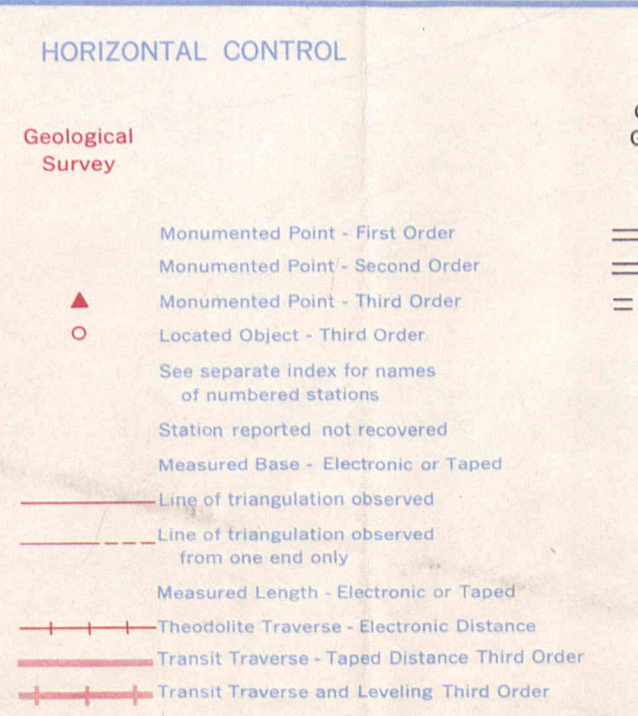 HORIZONTAL CONTROL
Geological
Survey
Monumented Point - First Order
Monumented Point - Second Order
Monumented Point - Third Order
Located Object - Third Order
See separate index for names
of numbered stations
Station reported not recovered
Measured Base - Electronic or Taped
Line of triangulation observed
Line of triangulation observed
from one end only
Measured Length - Electronic or Taped
Theodolite Traverse - Electronic Distance
Transit Traverse - Taped Distance Third Order
Transit Traverse and Leveling Third Order